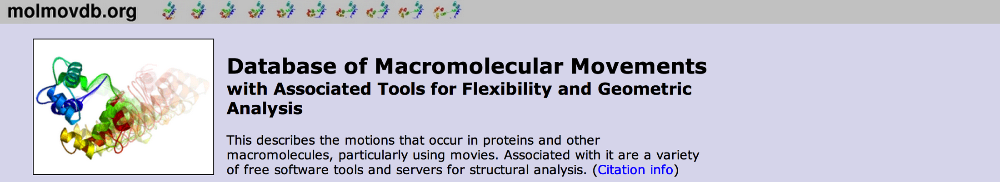 molmovdb.org
Database of Macromolecular Movements
with Associated Tools for Flexibility and Geometric
Analysis
This describes the motions that occur in proteins and other
macromolecules, particularly using movies. Associated with it are a variety
of free software tools and servers for structural analysis. (Citation info)